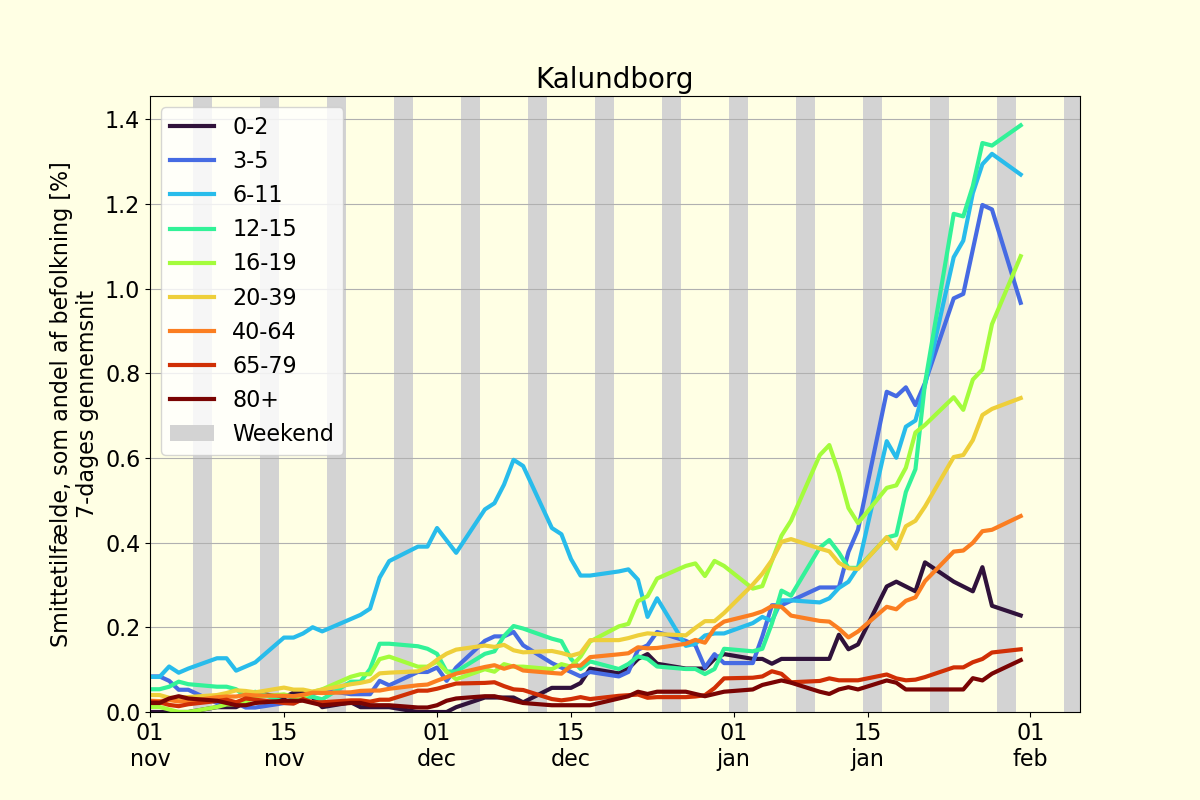 Kalundborg
Smittetilfælde, som andel af befolkning [%]
7-dages gennemsnit
1.4
1.2
1.0
0.8
0.6
0.4
0.2
0.0
0-2
3-5
6-11
12-15
16-19
20-39
40-64
65-79
80+
Weekend
01 15 01 15 01 15 01
nov nov dec dec jan jan feb